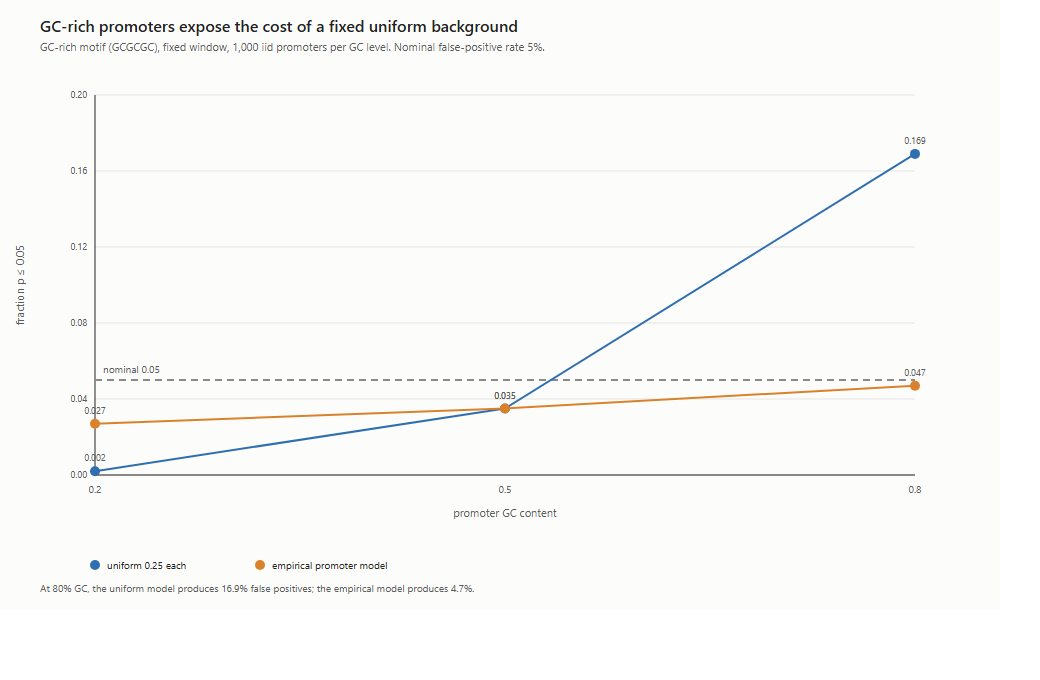 GC-rich promoters expose the cost of a fixed uniform background
GC-rich motif (GCGCGC), fixed window, 1,000 iid promoters per GC level. Nominal false-positive rate 5%.
0.20
0.169
0.16
0.12
fraction p ≤ 0.05
0.08
nominal 0.05
0.047
0.04
0.035
0.027
0.002
0.00
0.2
0.5
0.8
promoter GC content
uniform 0.25 each
empirical promoter model
At 80% GC, the uniform model produces 16.9% false positives; the empirical model produces 4.7%.